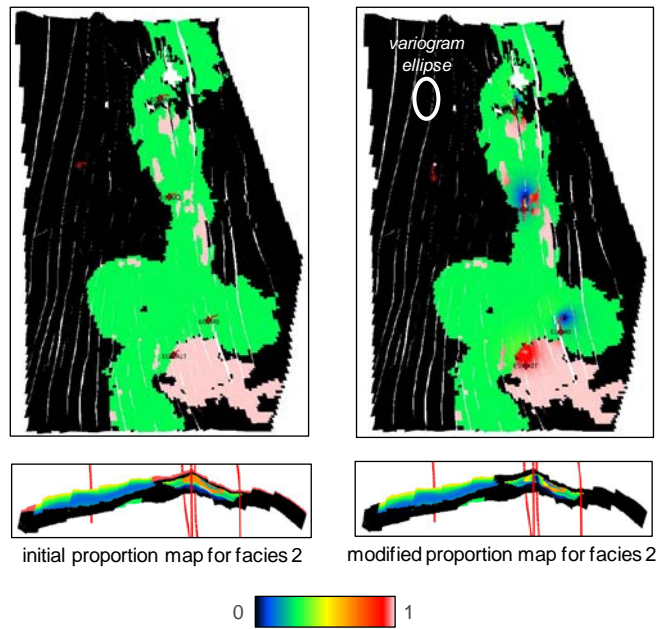 variogram
ellipse
initial proportion map for facies 2
modified proportion map for facies 2
0
1